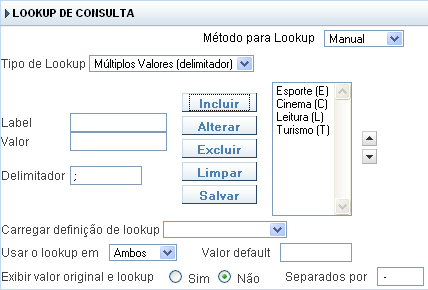 LOOKUP DE CONSULTA
Método para Lookup Manual
Tipo de Lookup Múltiplos Valores (delimitador)
Incluir
Alterar
Excluir
Limpar
Salvar
Esporte (E)
Cinema (C)
Leitura (L)
Turismo (T)
Label
Valor
Delimitador ;
Carregar definição de lookup
Usar o lookup em Ambos Valor default
Exibir valor original e lookup Sim Não Separados por -